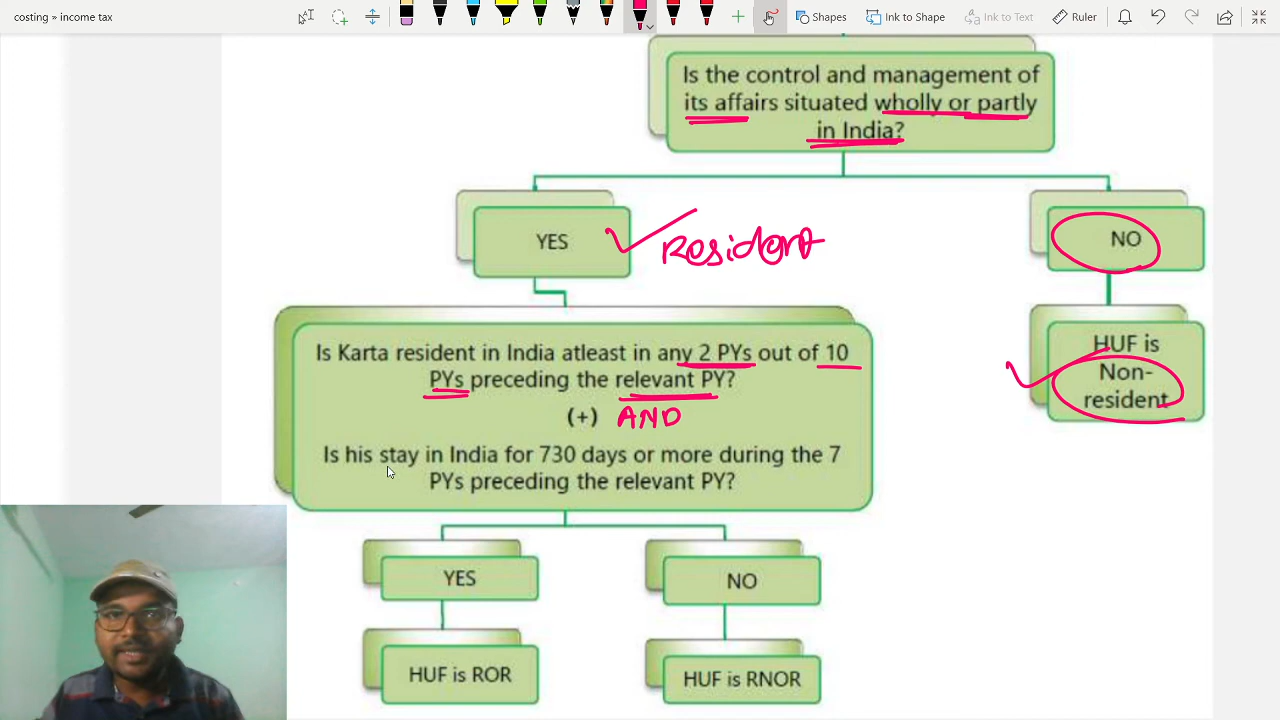 costing » income tax
Shapes
Ink to Shape
Ink to Text
Ruler
Is the control and management of
its affairs situated wholly or partly
in India?
YES
Resident
NO
Is Karta resident in India atleast in any 2 PYs out of 10
PYs preceding the relevant PY?
(+) AND
Is his stay in India for 730 days or more during the 7
PYs preceding the relevant PY?
HUF is
Non-
resident
YES
NO
HUF is ROR
HUF is RNOR